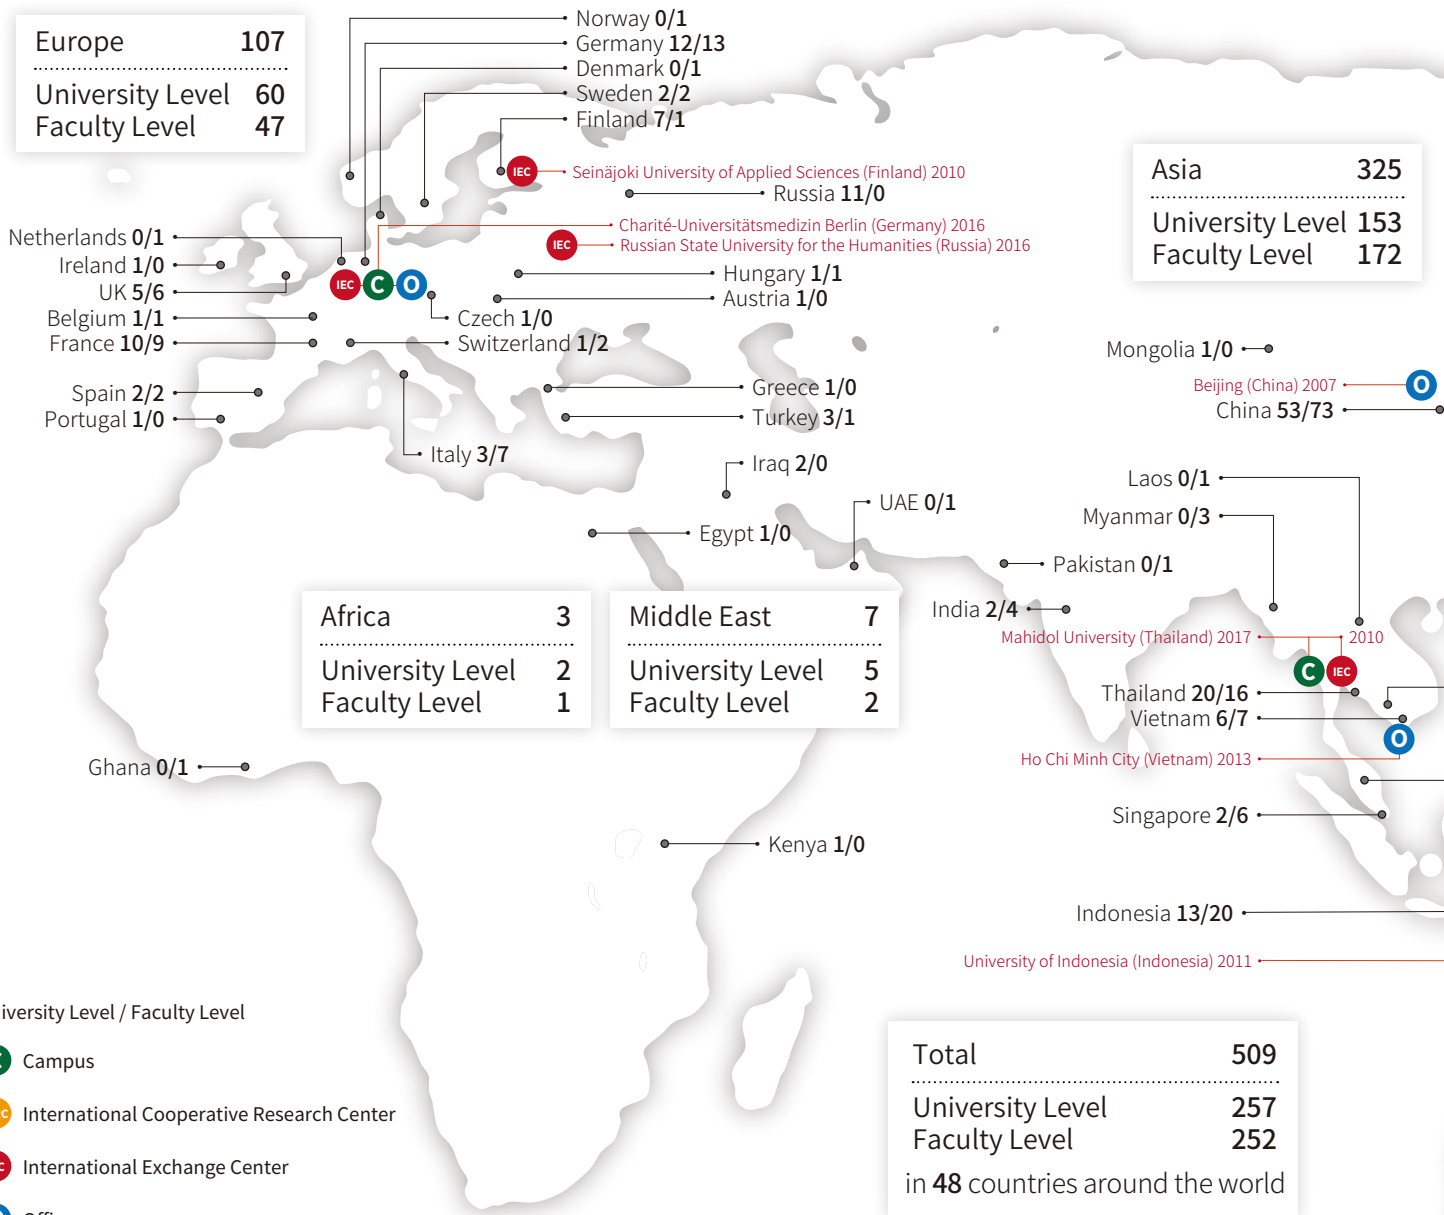 Europe 107
University Level 60
Faculty Level 47
Norway 0/1
Germany 12/13
Denmark 0/1
Sweden 2/2
Finland 7/1
IEC Seinäjoki University of Applied Sciences (Finland) 2010
Russia 11/0
Charité-Universitätsmedizin Berlin (Germany) 2016
IEC Russian State University for the Humanities (Russia) 2016
Netherlands 0/1
Ireland 1/0
UK 5/6
Belgium 1/1
France 10/9
Spain 2/2
Portugal 1/0
IEC C O
Hungary 1/1
Austria 1/0
Czech 1/0
Switzerland 1/2
Greece 1/0
Turkey 3/1
Italy 3/7
Iraq 2/0
UAE 0/1
Egypt 1/0
Asia 325
University Level 153
Faculty Level 172
Mongolia 1/0
Beijing (China) 2007 O
China 53/73
Laos 0/1
Myanmar 0/3
Pakistan 0/1
India 2/4
Mahidol University (Thailand) 2017 2010
C IEC
Thailand 20/16
Vietnam 6/7
O
Ho Chi Minh City (Vietnam) 2013
Singapore 2/6
Indonesia 13/20
University of Indonesia (Indonesia) 2011
Africa 3
University Level 2
Faculty Level 1
Middle East 7
University Level 5
Faculty Level 2
Ghana 0/1
Kenya 1/0
iversity Level / Faculty Level
Campus
International Cooperative Research Center
International Exchange Center
Total 509
University Level 257
Faculty Level 252
in 48 countries around the world